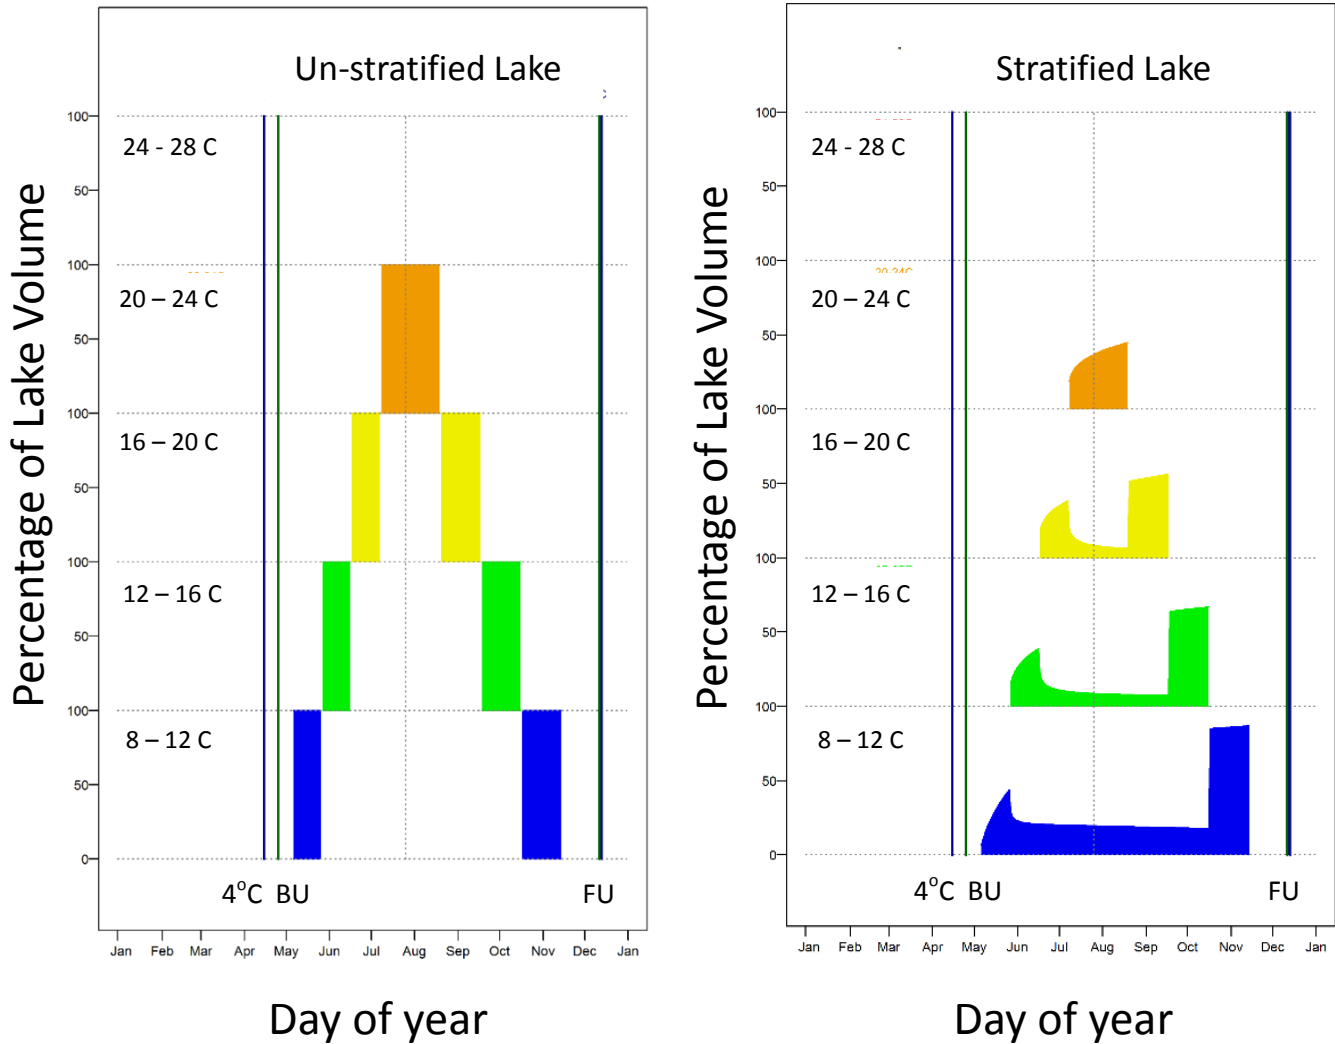 Un-stratified Lake
Percentage of Lake Volume
100
24 - 28 C
50
100
20 – 24 C
50
100
16 – 20 C
50
100
12 – 16 C
50
100
8 – 12 C
50
0
4°C BU FU
Jan Feb Mar Apr May Jun Jul Aug Sep Oct Nov Dec Jan
Day of year
Stratified Lake
Percentage of Lake Volume
100
24 - 28 C
50
100
20-24C
20 – 24 C
50
100
16 – 20 C
50
100
12 – 16 C
50
100
8 – 12 C
50
0
4°C BU FU
Jan Feb Mar Apr May Jun Jul Aug Sep Oct Nov Dec Jan
Day of year